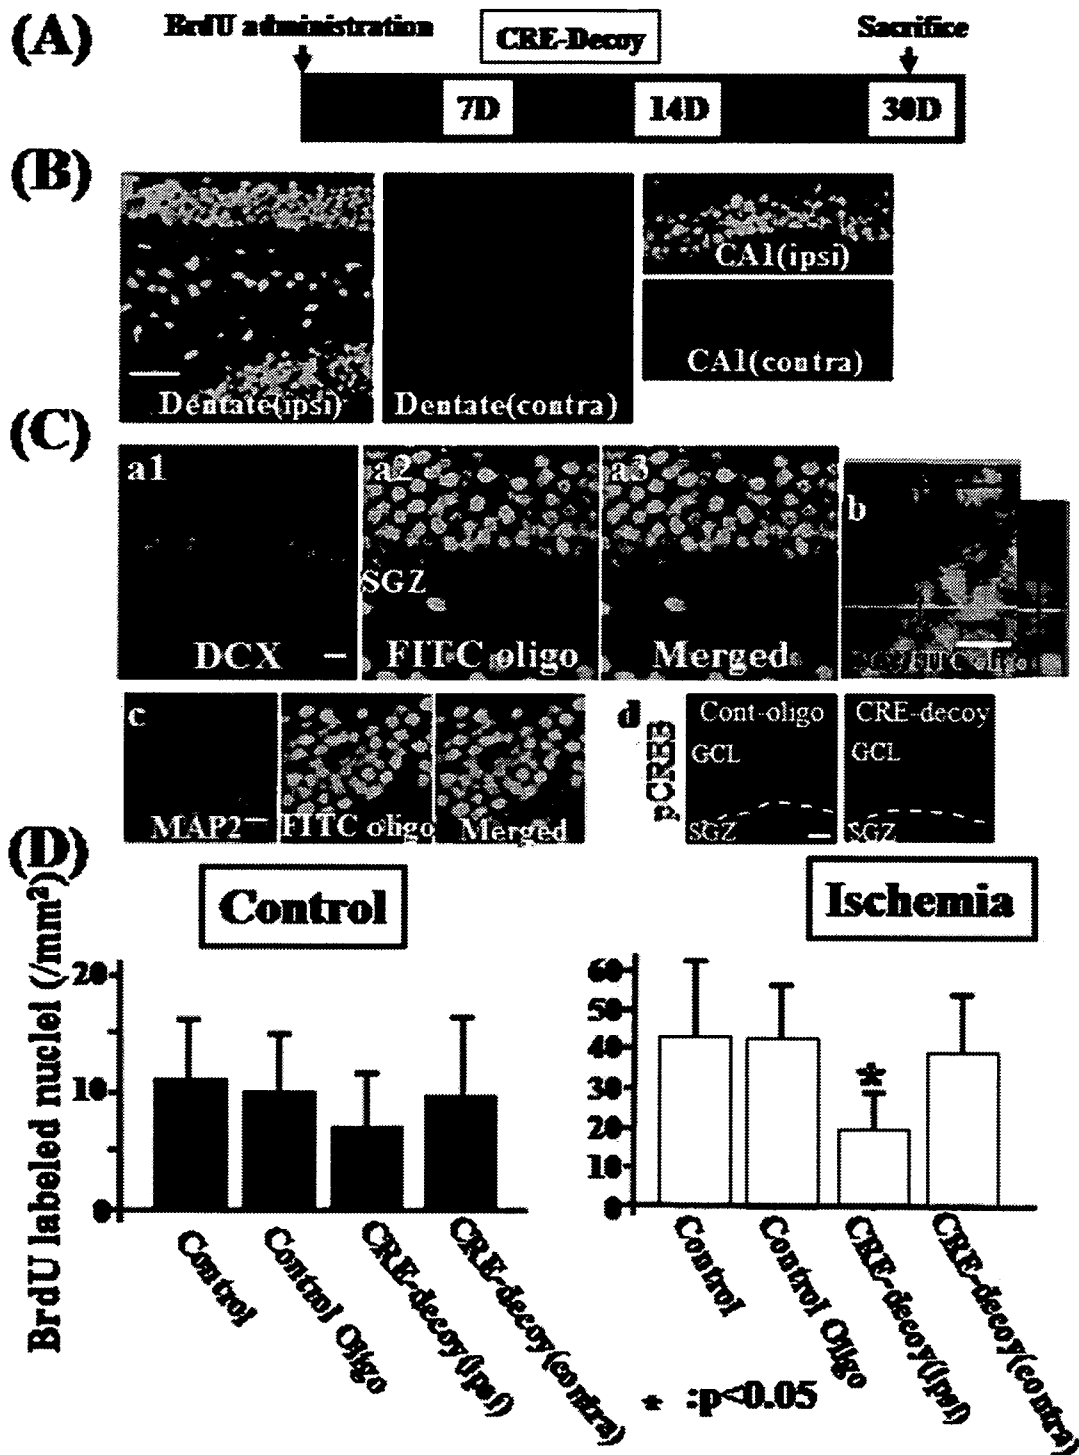 (A)
BrdU administration
CRE-Decoy
Sacrifice
7D
14D
30D
(B)
Dentate(ipsi)
Dentate(contra)
CA1(ipsi)
CA1(contra)
(C)
a1
DCX
a2
SGZ
FITC oligo
a3
Merged
b
c
MAP2
FITC oligo
Merged
d
pCREB
Cont-oligo
GCL
SGZ
CRE-decoy
GCL
SGZ
(D)
Control
Ischemia
BrdU labeled nuclei (/mm²)
20
10
0
Control
Control Oligo
CRE-decoy(ipsi)
CRE-decoy(contra)
60
50
40
30
20
10
0
*
Control
Control Oligo
CRE-decoy(ipsi)
CRE-decoy(contra)
* :p<0.05